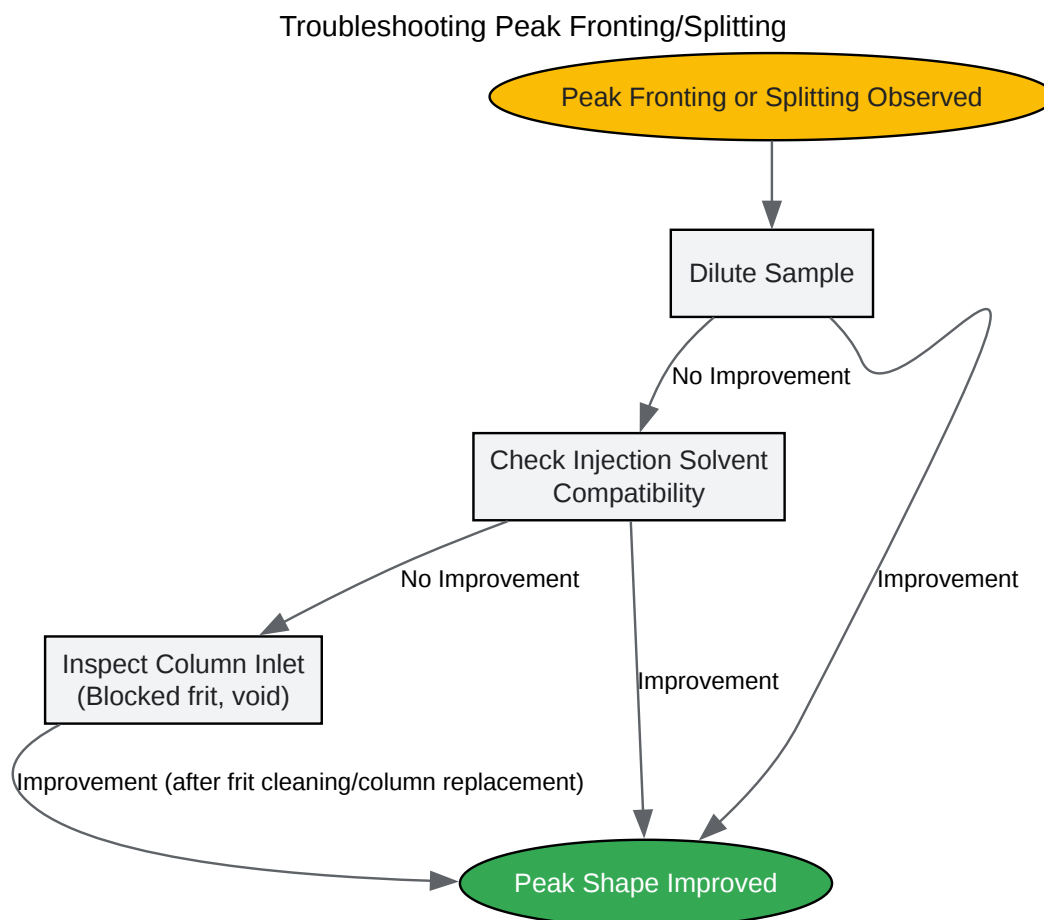 Troubleshooting Peak Fronting/Splitting
Peak Fronting or Splitting Observed
Dilute Sample
No Improvement
Check Injection Solvent
Compatibility
No Improvement
Improvement
Inspect Column Inlet
(Blocked frit, void)
Improvement
Improvement (after frit cleaning/column replacement)
Peak Shape Improved